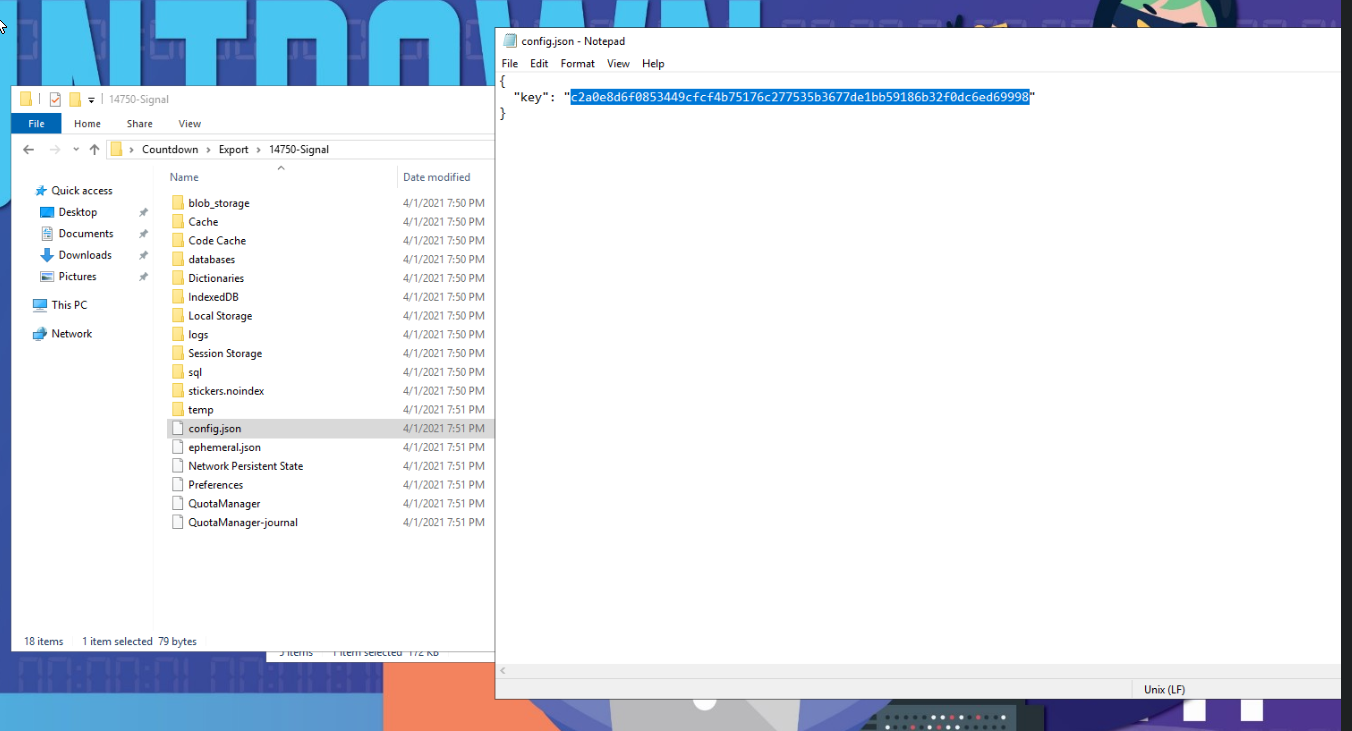 NTDOWN
14750-Signal
File Home Share View
Countdown > Export > 14750-Signal
Quick access
Desktop
Documents
Downloads
Pictures
This PC
Network
Name Date modified
blob_storage 4/1/2021 7:50 PM
Cache 4/1/2021 7:50 PM
Code Cache 4/1/2021 7:50 PM
databases 4/1/2021 7:50 PM
Dictionaries 4/1/2021 7:50 PM
IndexedDB 4/1/2021 7:50 PM
Local Storage 4/1/2021 7:50 PM
logs 4/1/2021 7:50 PM
Session Storage 4/1/2021 7:50 PM
sql 4/1/2021 7:50 PM
stickers.noindex 4/1/2021 7:50 PM
temp 4/1/2021 7:51 PM
config.json 4/1/2021 7:51 PM
ephemeral.json 4/1/2021 7:51 PM
Network Persistent State 4/1/2021 7:51 PM
Preferences 4/1/2021 7:51 PM
QuotaManager 4/1/2021 7:51 PM
QuotaManager-journal 4/1/2021 7:51 PM
18 items 1 item selected 79 bytes
5 items 1 item selected 172 KB
config.json - Notepad
File Edit Format View Help
{
"key": "c2a0e8d6f0853449cfcf4b75176c277535b3677de1bb59186b32f0dc6ed69998"
}
Unix (LF)